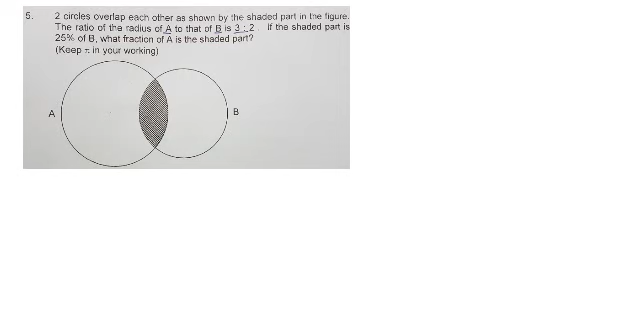 5. 2 circles overlap each other as shown by the shaded part in the figure.
The ratio of the radius of A to that of B is 3 : 2. If the shaded part is
25% of B, what fraction of A is the shaded part?
(Keep π in your working)
A
B